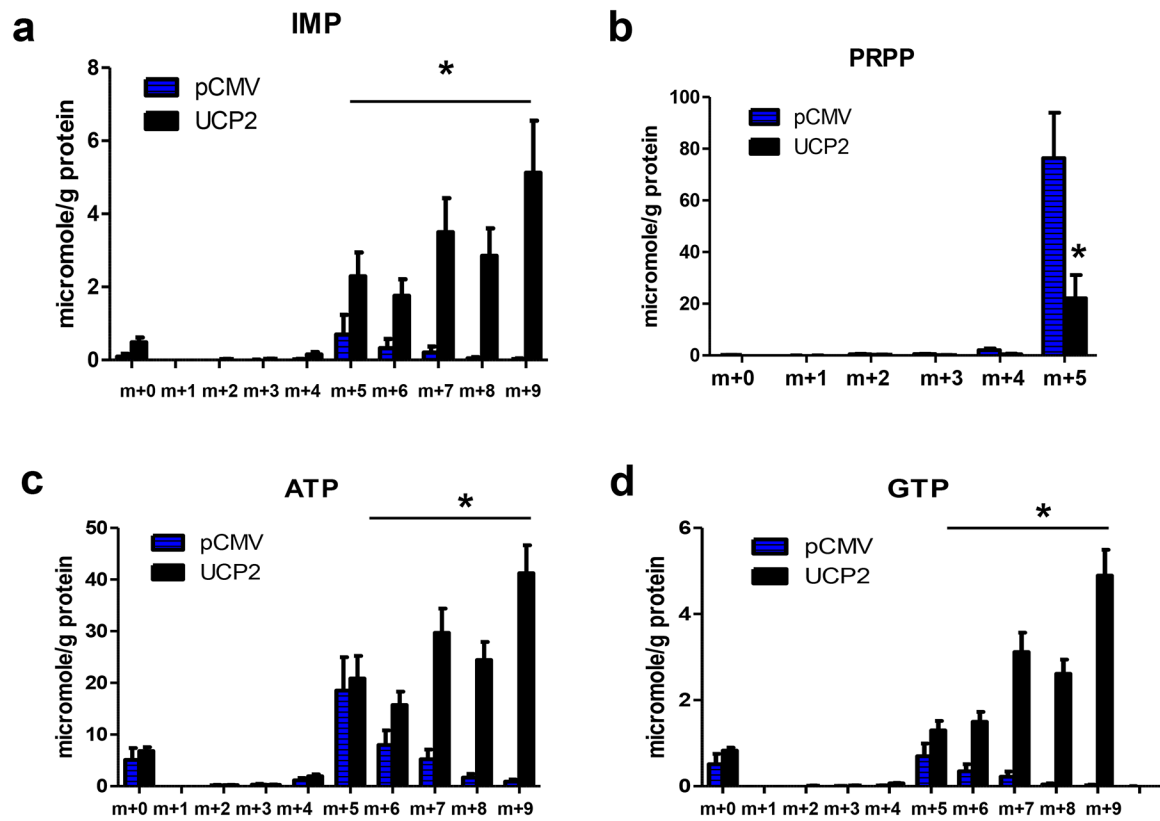 a
IMP
8
6
4
2
0
micromole/g protein
pCMV
UCP2
*
m+0 m+1 m+2 m+3 m+4 m+5 m+6 m+7 m+8 m+9
b
PRPP
100
80
60
40
20
0
micromole/g protein
pCMV
UCP2
*
m+0 m+1 m+2 m+3 m+4 m+5
c
ATP
50
40
30
20
10
0
micromole/g protein
pCMV
UCP2
*
m+0 m+1 m+2 m+3 m+4 m+5 m+6 m+7 m+8 m+9
d
GTP
6
4
2
0
micromole/g protein
pCMV
UCP2
*
m+0 m+1 m+2 m+3 m+4 m+5 m+6 m+7 m+8 m+9